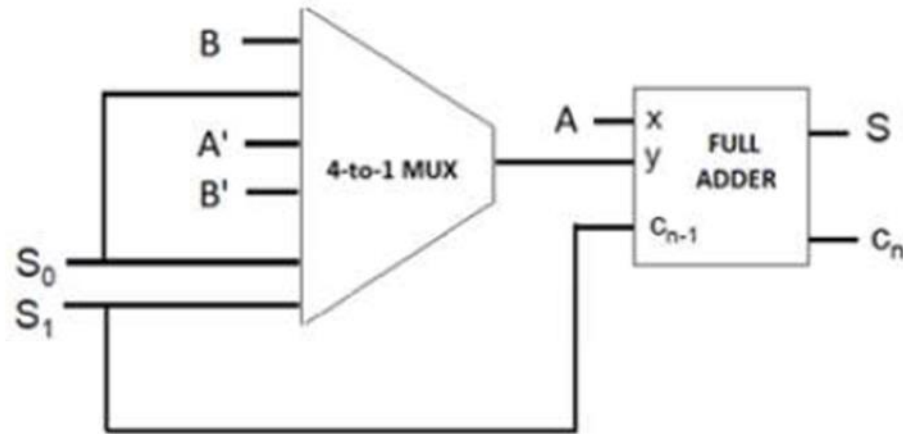 B
A'
B'
4-to-1 MUX
S₀
S₁
A
x
y
cₙ₋₁
FULL
ADDER
S
cₙ